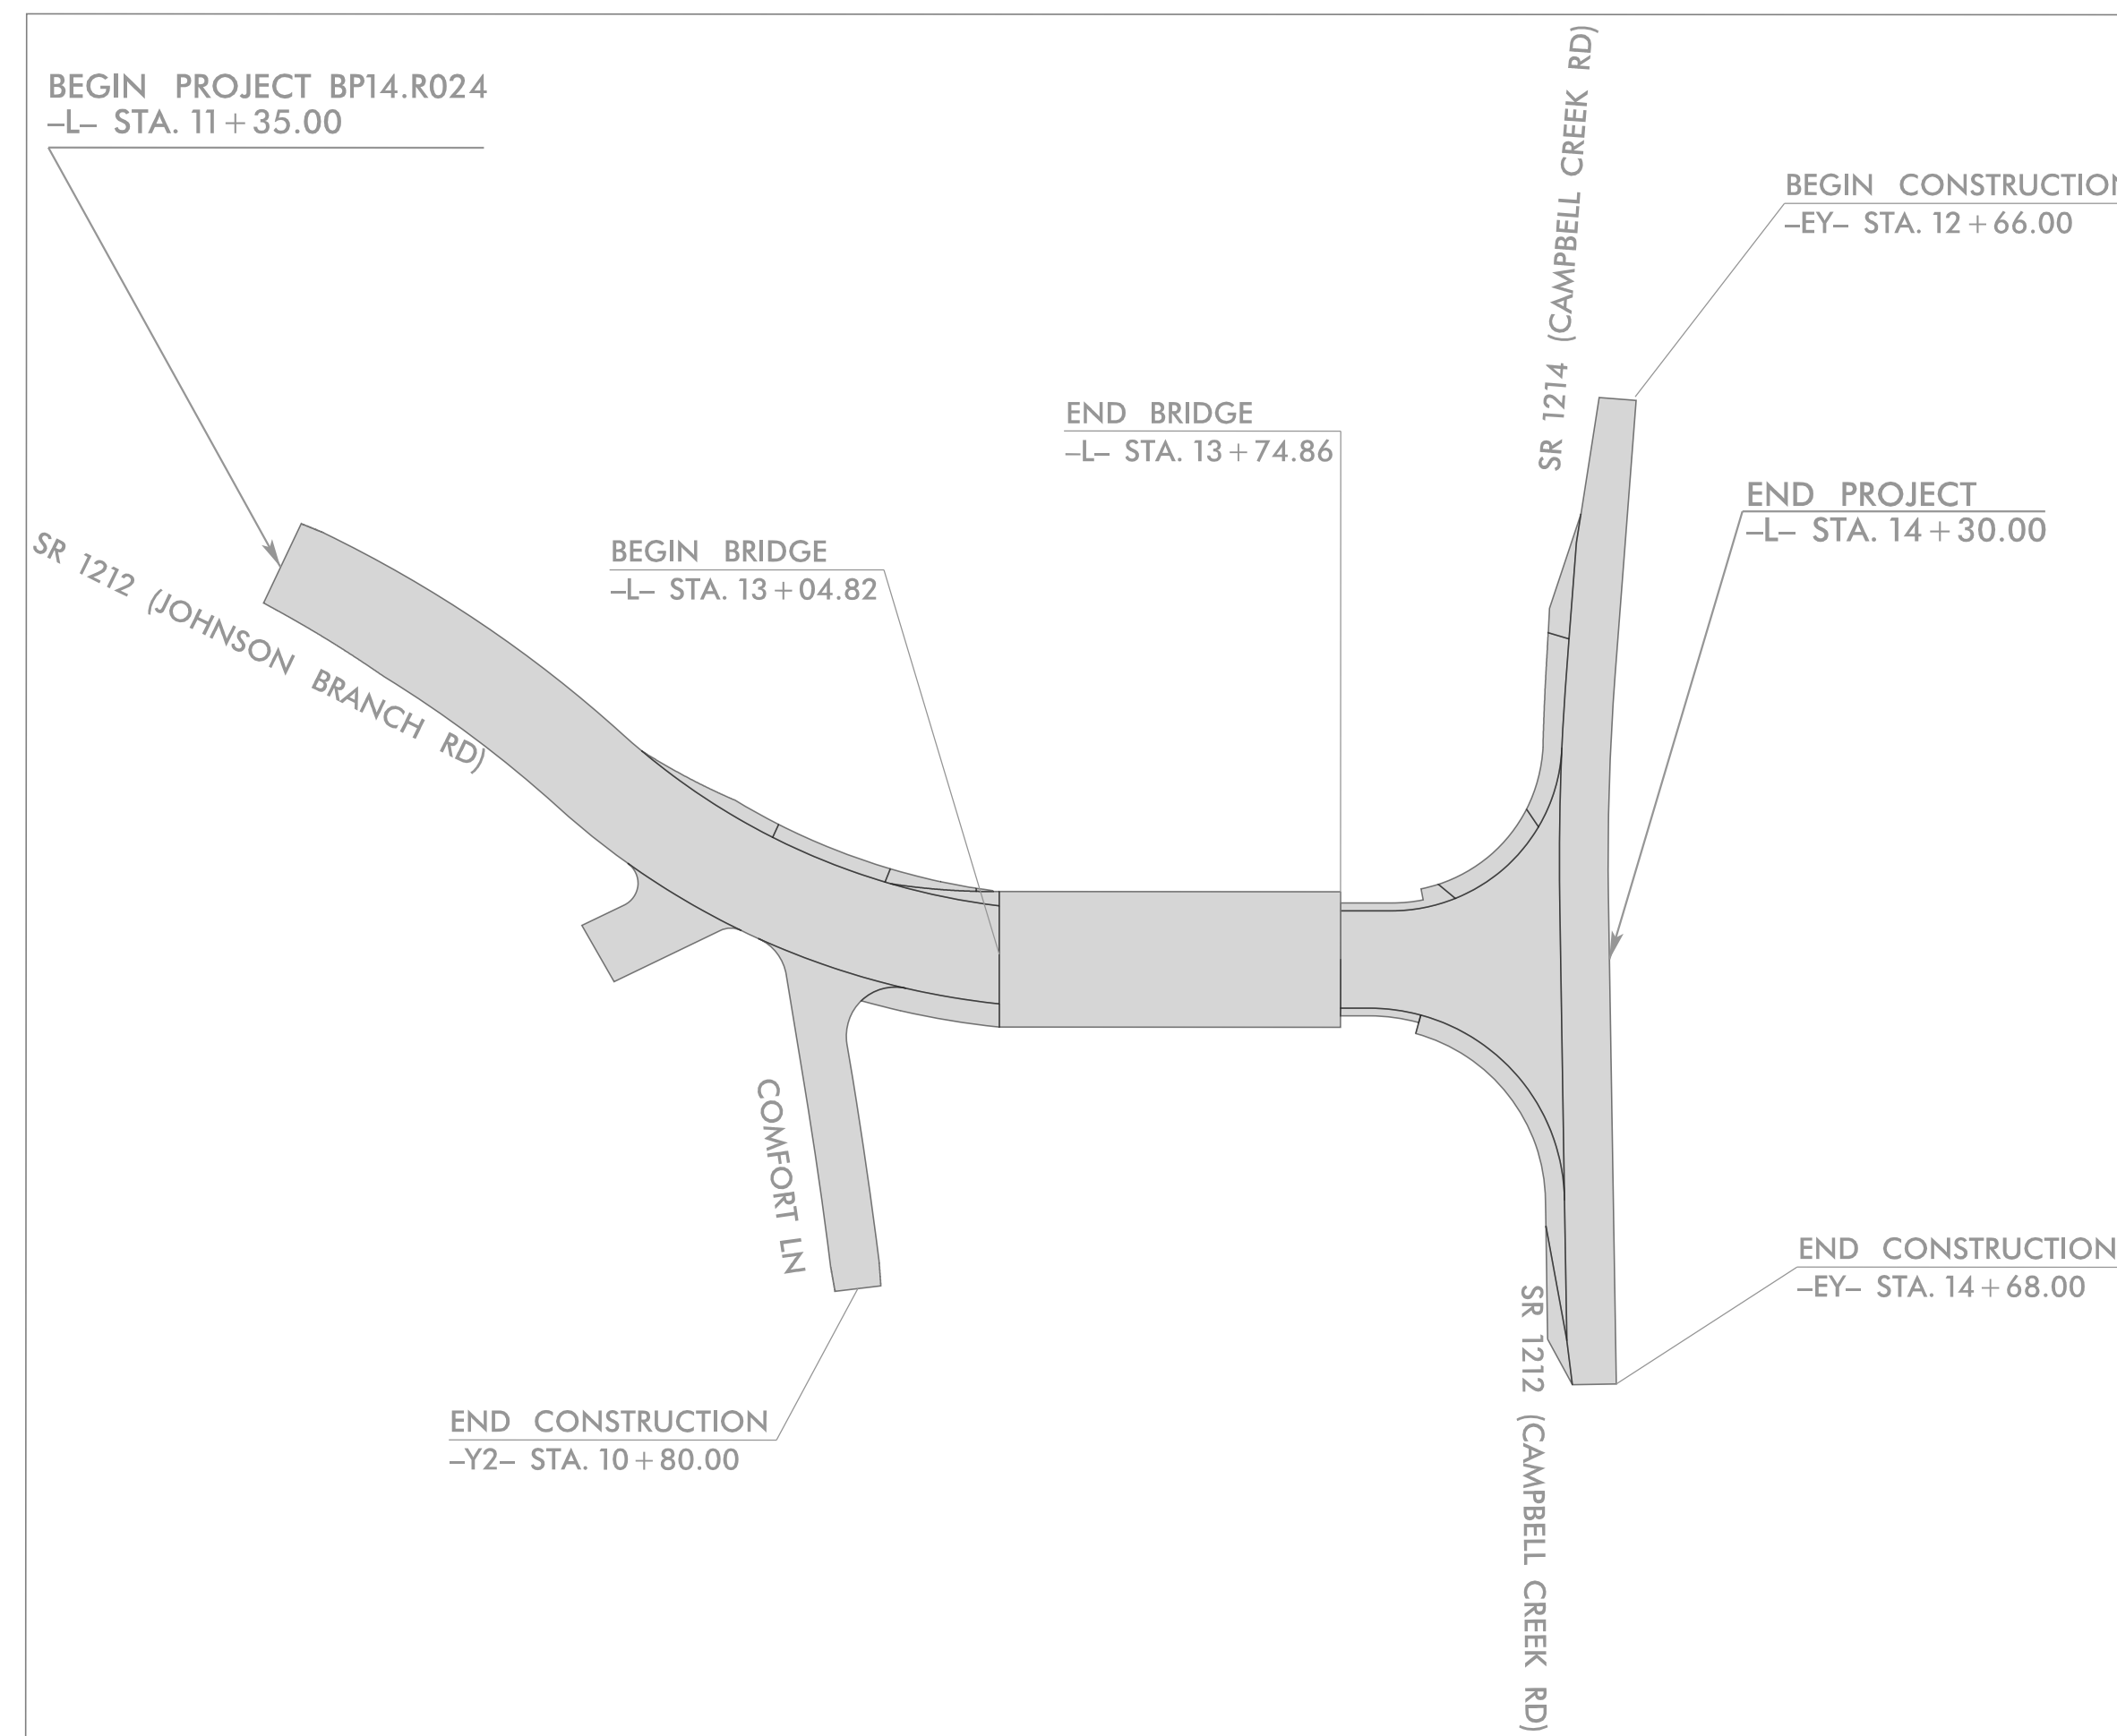 BEGIN PROJECT BP14.R024
–L– STA. 11+35.00
SR 1214 (CAMPBELL CREEK RD)
BEGIN CONSTRUCTION
–EY– STA. 12+66.00
END BRIDGE
–L– STA. 13+74.86
END PROJECT
–L– STA. 14+30.00
BEGIN BRIDGE
–L– STA. 13+04.82
SR 1212 (JOHNSON BRANCH RD)
COMFORT LN
END CONSTRUCTION
–EY– STA. 14+68.00
SR 1212 (CAMPBELL CREEK RD)
END CONSTRUCTION
–Y2– STA. 10+80.00